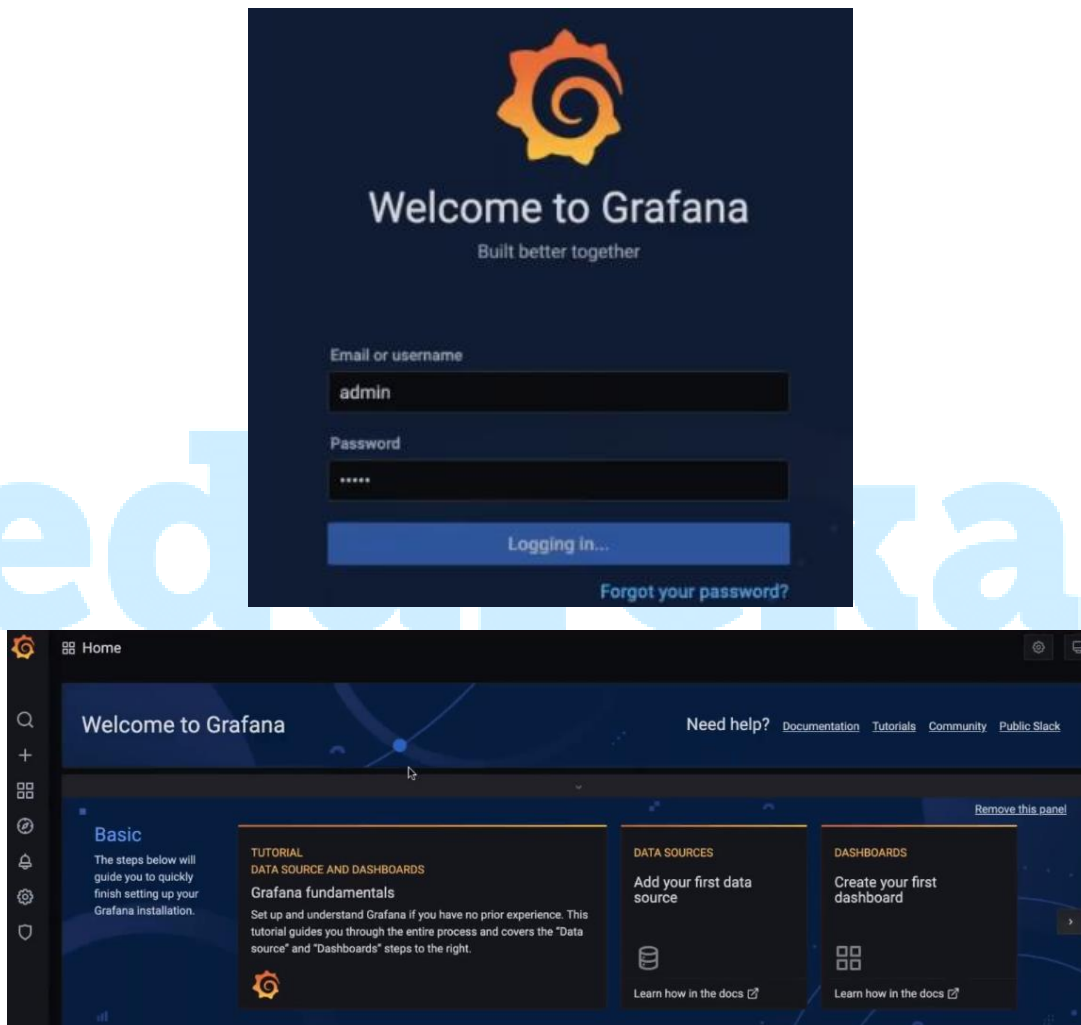 Welcome to Grafana
Built better together
Email or username
admin
Password
•••••
Logging in...
Forgot your password?
Home
Welcome to Grafana
Need help? Documentation Tutorials Community Public Slack
Remove this panel
Basic
The steps below will
guide you to quickly
finish setting up your
Grafana installation.
TUTORIAL
DATA SOURCE AND DASHBOARDS
Grafana fundamentals
Set up and understand Grafana if you have no prior experience. This
tutorial guides you through the entire process and covers the “Data
source” and “Dashboards” steps to the right.
DATA SOURCES
Add your first data
source
Learn how in the docs
DASHBOARDS
Create your first
dashboard
Learn how in the docs